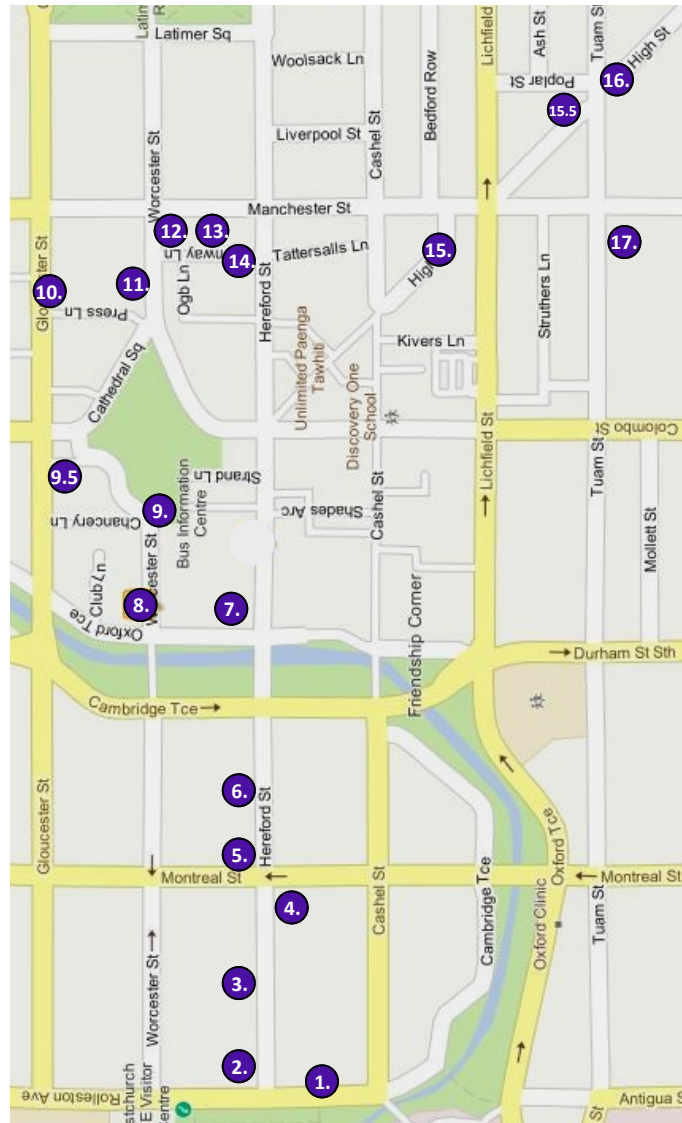 Latimer Sq
Woolsack Ln
Liverpool St
Manchester St
Worcester St
Cashel St
Bedford Row
Lichfield St
Ash St
Tuam St
High St
Poplar St
16.
15.5
12.
13.
14.
15.
17.
11.
10.
Gloucester St
Press Ln
Ogb Ln
Tattersalls Ln
Hereford St
High
Kivers Ln
Struthers Ln
Cathedral Sq
Unlimited Paenga
Tawhiti
Discovery One
School
Colombo St
Lichfield St
Tuam St
9.5
Strand Ln
Chancery Ln
9.
Bus Information
Centre
Shades Arc
Cashel St
Mollett St
Club Ln
8.
Worcester St
7.
Oxford Tce
Friendship Corner
Durham St Sth
Cambridge Tce
6.
Hereford St
5.
Gloucester St
Montreal St
Montreal St
Oxford Tce
4.
Cashel St
Cambridge Tce
Oxford Clinic
Tuam St
Worcester St
3.
2.
1.
Rolleston Ave
stchurch
E Visitor
entre
Antigua S
St